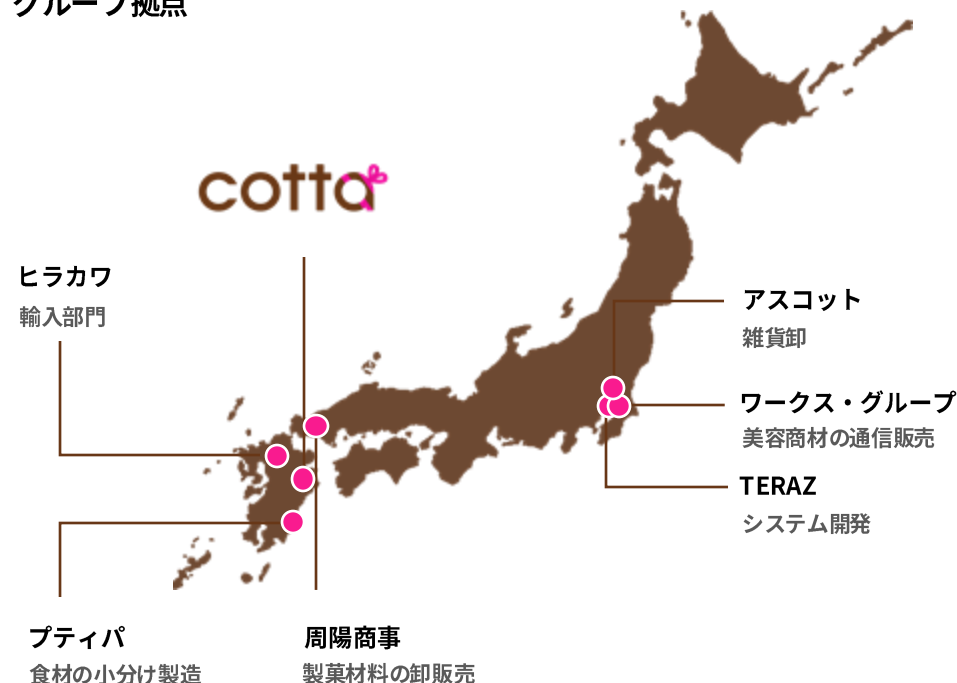 グループ拠点
cotta
ヒラカワ
輸入部門
アスコット
雑貨卸
ワークス・グループ
美容商材の通信販売
TERAZ
システム開発
プティパ
食材の小分け製造
周陽商事
製菓材料の卸販売